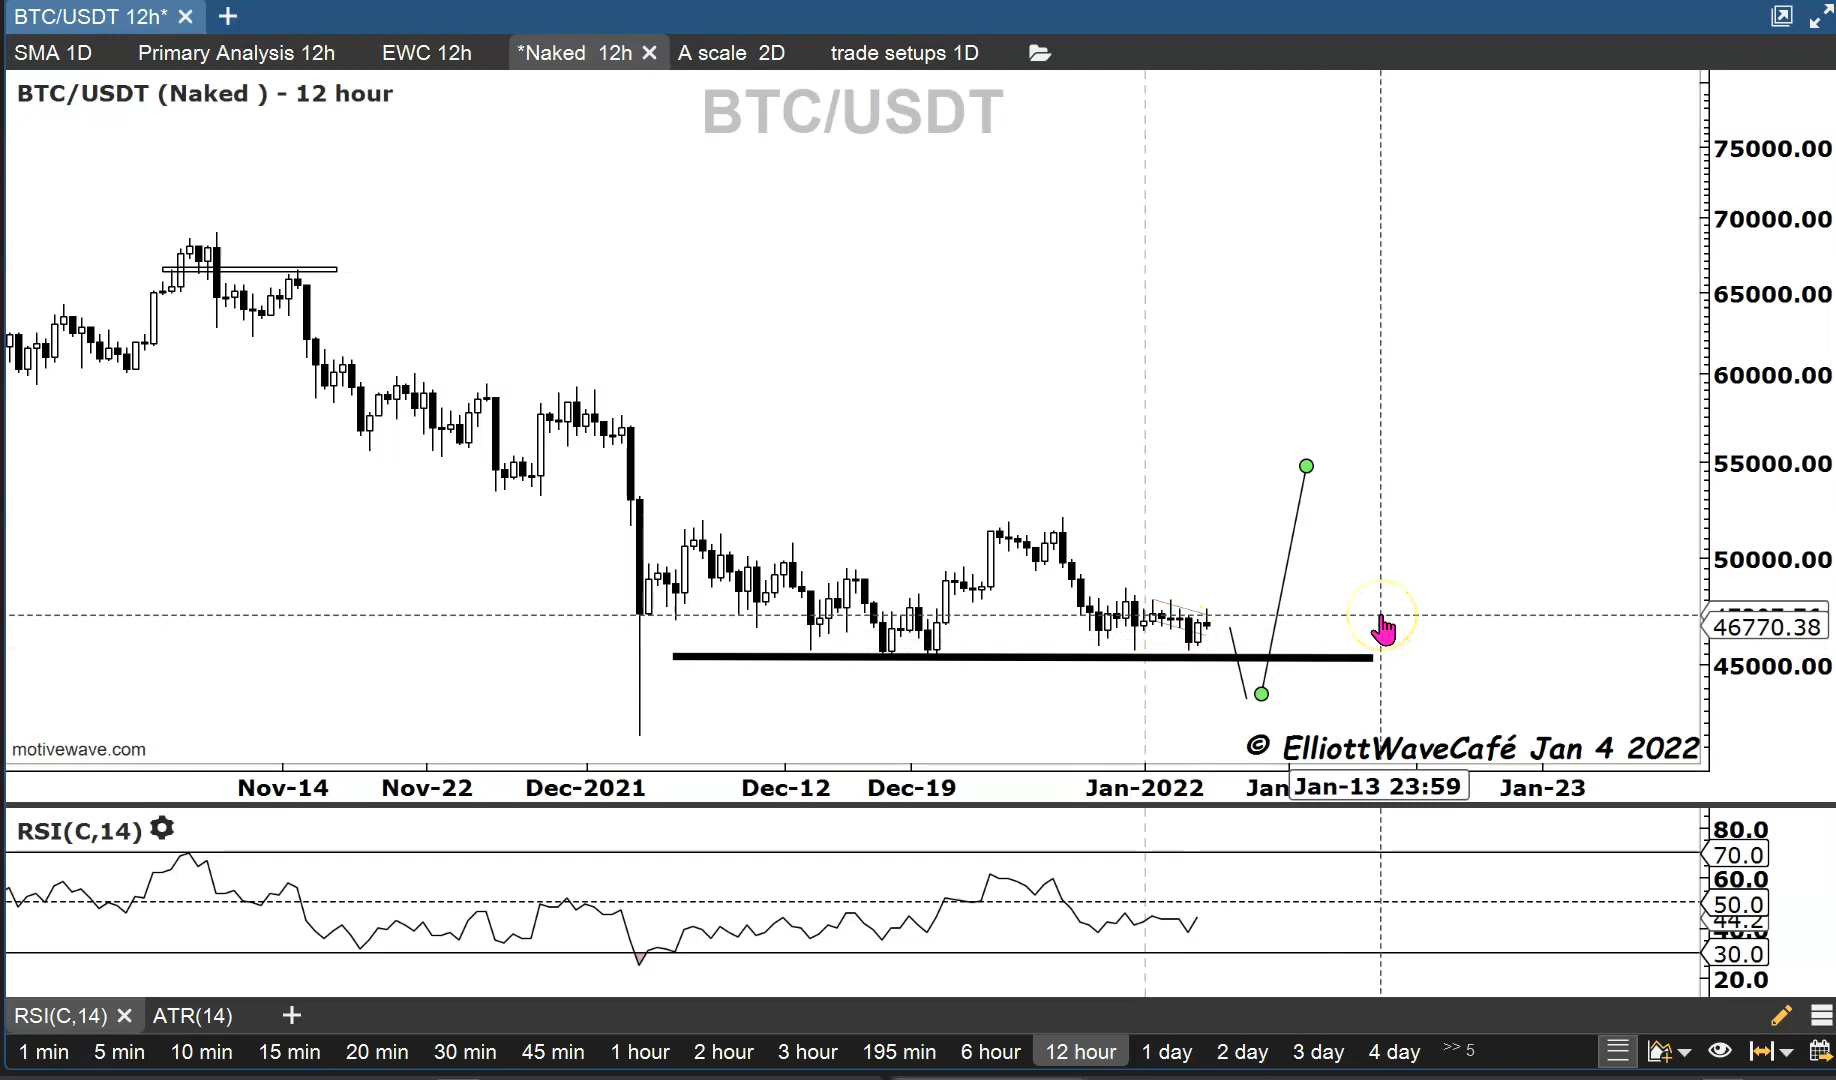 BTC/USDT 12h*
SMA 1D Primary Analysis 12h EWC 12h *Naked 12h A scale 2D trade setups 1D
BTC/USDT (Naked ) - 12 hour
BTC/USDT
75000.00
70000.00
65000.00
60000.00
55000.00
50000.00
46770.38
45000.00
motivewave.com
© ElliottWaveCafé Jan 4 2022
Nov-14 Nov-22 Dec-2021 Dec-12 Dec-19 Jan-2022 Jan Jan-13 23:59 Jan-23
RSI(C,14)
80.0
70.0
60.0
50.0
44.2
40.0
30.0
20.0
RSI(C,14) ATR(14)
1 min 5 min 10 min 15 min 20 min 30 min 45 min 1 hour 2 hour 3 hour 195 min 6 hour 12 hour 1 day 2 day 3 day 4 day >> 5